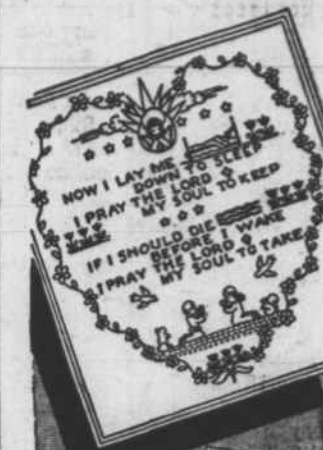 NOW I LAY ME
DOWN TO SLEEP
I PRAY THE LORD
MY SOUL TO KEEP
IF I SHOULD DIE
BEFORE I WAKE
I PRAY THE LORD
MY SOUL TO TAKE